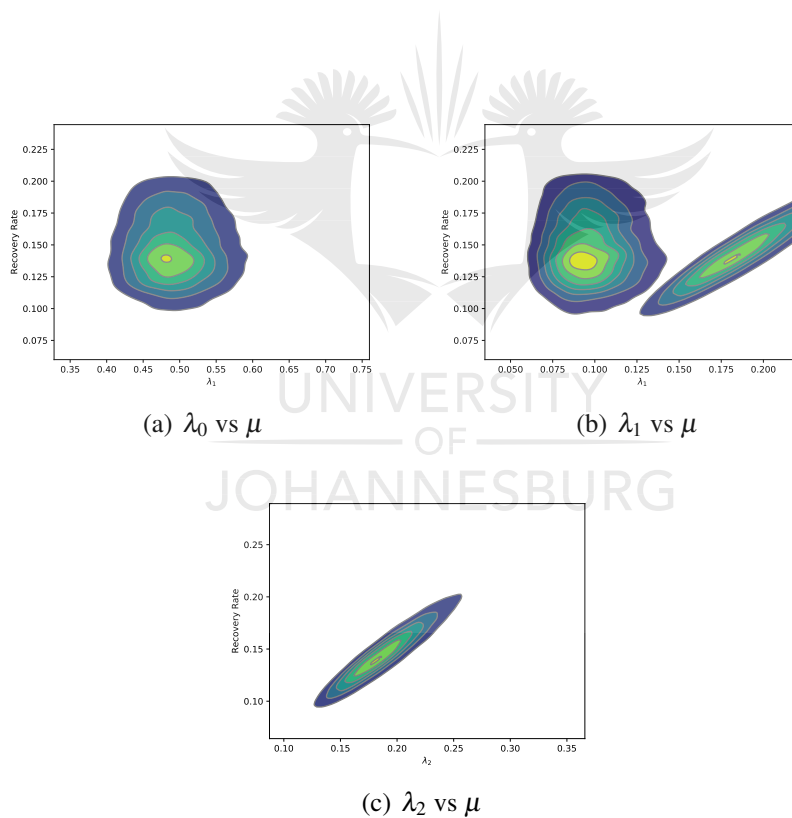 0.225
0.200
0.175
0.150
0.125
0.100
0.075
Recovery Rate
0.35 0.40 0.45 0.50 0.55 0.60 0.65 0.70 0.75
λ₁
(a) λ₀ vs μ
0.225
0.200
0.175
0.150
0.125
0.100
0.075
Recovery Rate
0.050 0.075 0.100 0.125 0.150 0.175 0.200
λ₁
(b) λ₁ vs μ
UNIVERSITY
OF
JOHANNESBURG
0.25
0.20
0.15
0.10
Recovery Rate
0.10 0.15 0.20 0.25 0.30 0.35
λ₂
(c) λ₂ vs μ